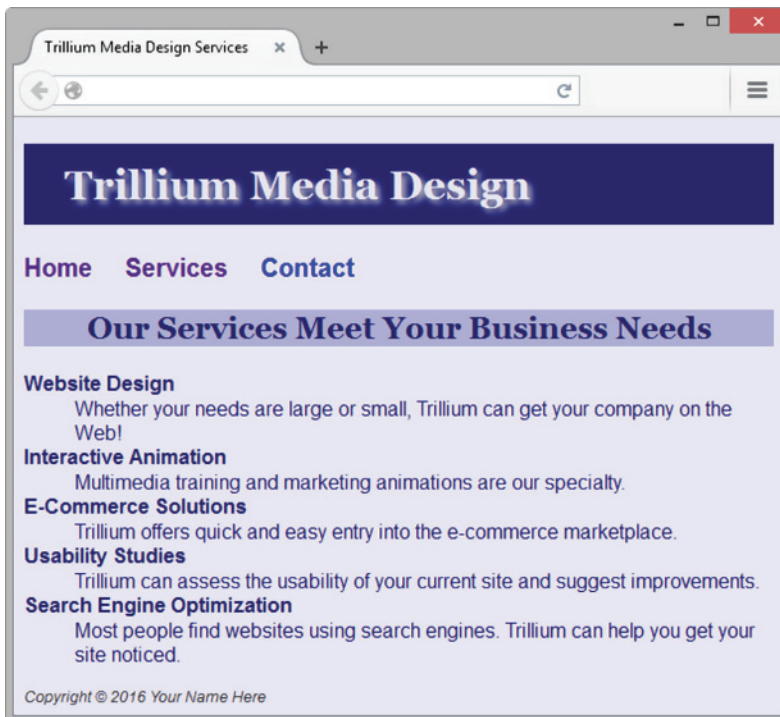 Trillium Media Design Services
Trillium Media Design
Home Services Contact
Our Services Meet Your Business Needs
Website Design
Whether your needs are large or small, Trillium can get your company on the
Web!
Interactive Animation
Multimedia training and marketing animations are our specialty.
E-Commerce Solutions
Trillium offers quick and easy entry into the e-commerce marketplace.
Usability Studies
Trillium can assess the usability of your current site and suggest improvements.
Search Engine Optimization
Most people find websites using search engines. Trillium can help you get your
site noticed.
Copyright © 2016 Your Name Here